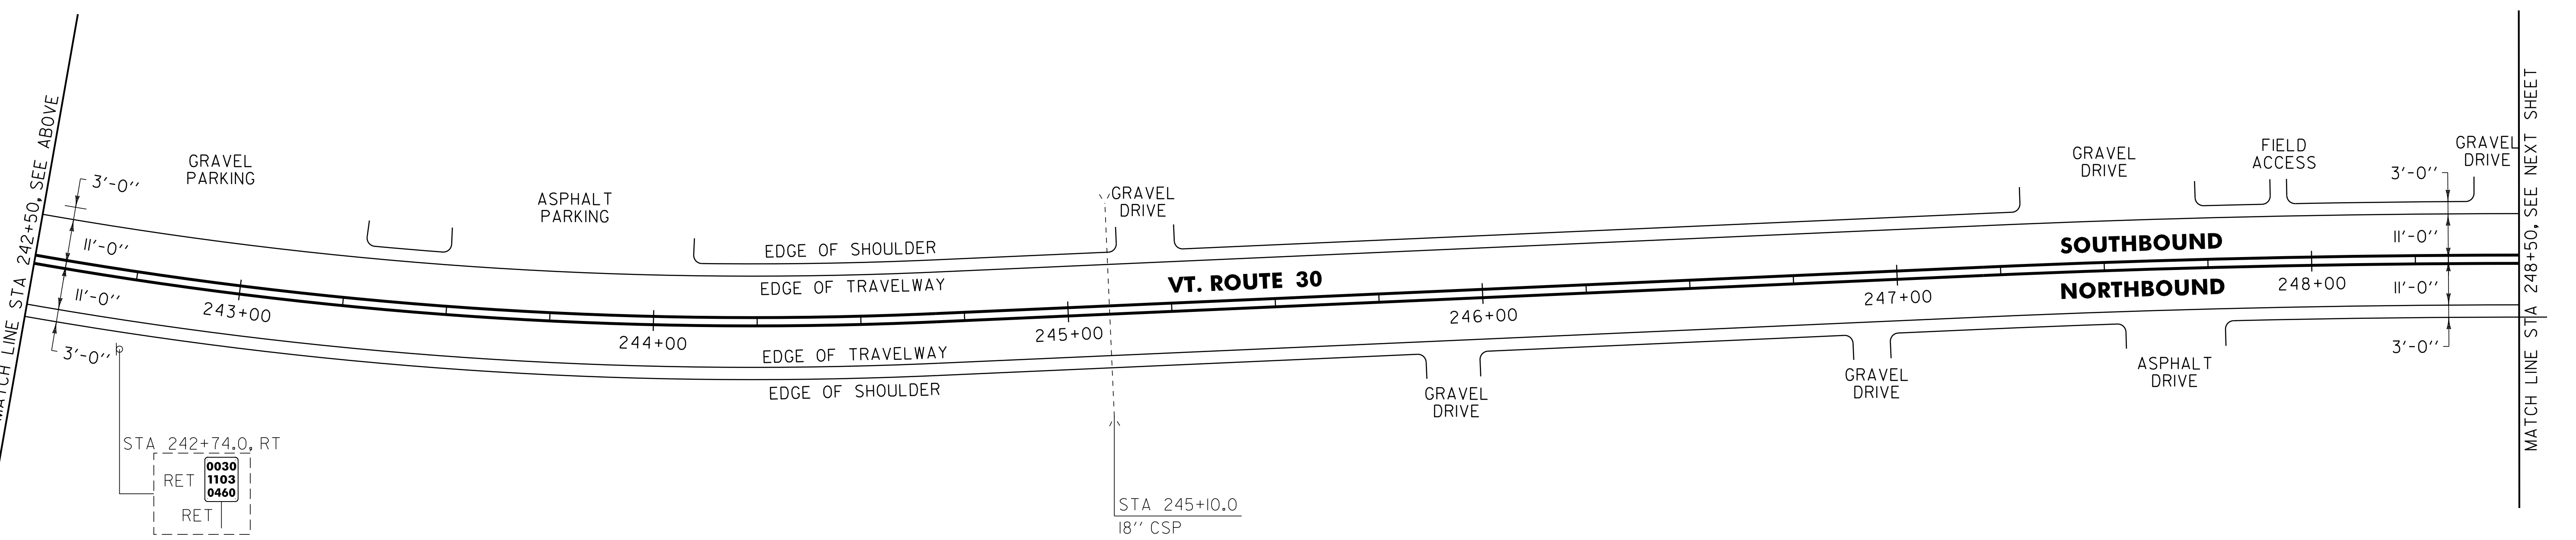 MATCH LINE STA 242+50, SEE ABOVE
3'-0"
11'-0"
11'-0"
3'-0"
GRAVEL
PARKING
ASPHALT
PARKING
GRAVEL
DRIVE
GRAVEL
DRIVE
FIELD
ACCESS
GRAVEL
DRIVE
EDGE OF SHOULDER
EDGE OF TRAVELWAY
VT. ROUTE 30
SOUTHBOUND
NORTHBOUND
243+00
244+00
245+00
246+00
247+00
248+00
EDGE OF TRAVELWAY
EDGE OF SHOULDER
GRAVEL
DRIVE
GRAVEL
DRIVE
ASPHALT
DRIVE
3'-0"
11'-0"
11'-0"
3'-0"
MATCH LINE STA 248+50, SEE NEXT SHEET
STA 242+74.0, RT
RET
0030
1103
0460
RET
STA 245+10.0
18" CSP